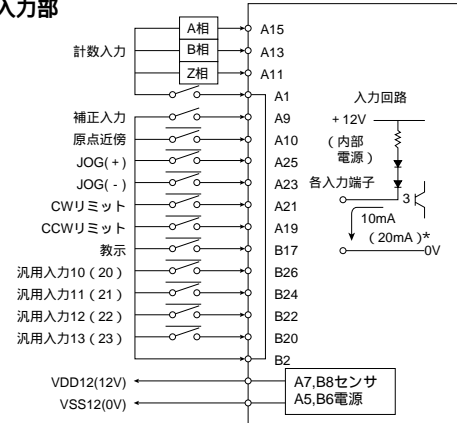 入力部
A相
A15
計数入力
B相
A13
Z相
A11
A1
補正入力
A9
原点近傍
A10
JOG(+)
A25
JOG(-)
A23
CWリミット
A21
CCWリミット
A19
教示
B17
汎用入力10（20）
B26
汎用入力11（21）
B24
汎用入力12（22）
B22
汎用入力13（23）
B20
B2
VDD12(12V)
VSS12(0V)
A7,B8センサ
A5,B6電源
入力回路
+12V
（内部
電源）
各入力端子
3
10mA
（20mA）*
0V